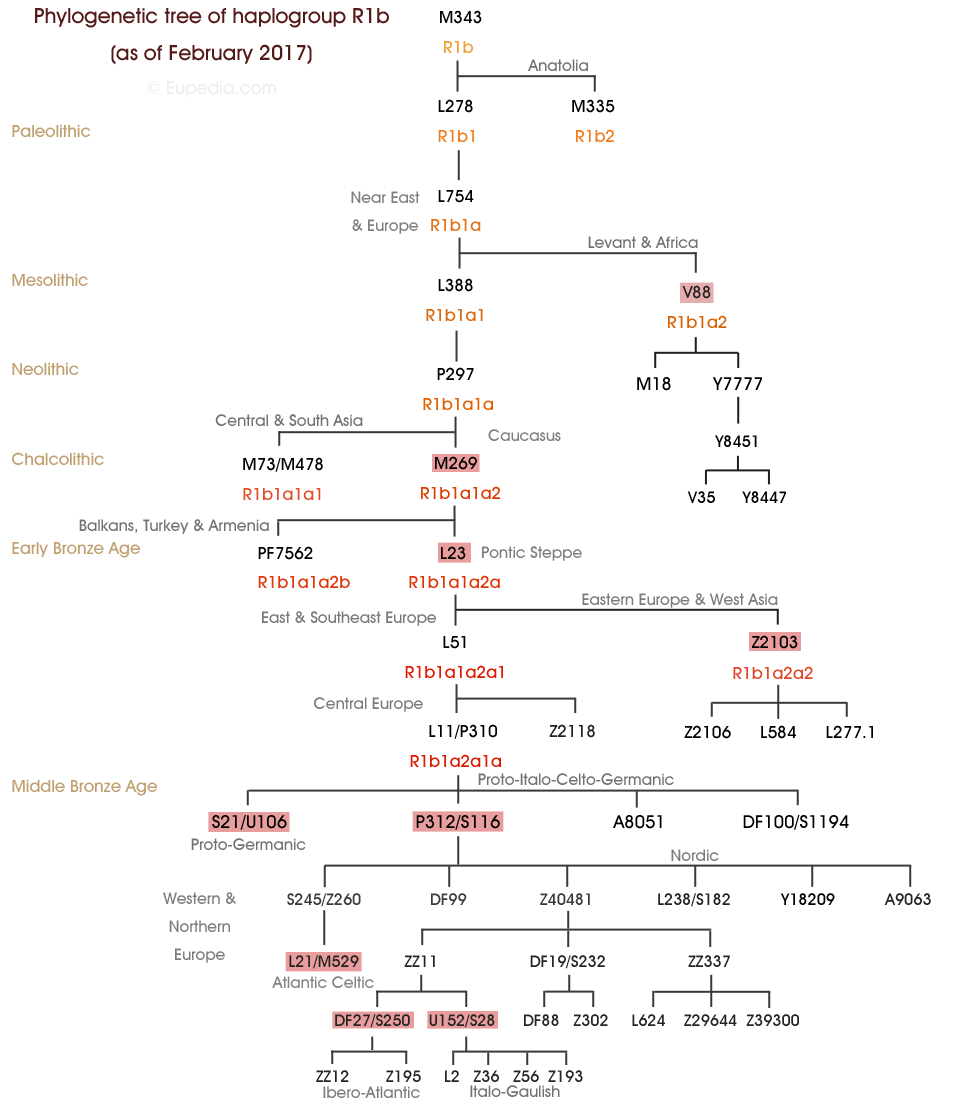 Phylogenetic tree of haplogroup R1b
(as of February 2017)
© Eupedia.com
M343
R1b
Anatolia
L278
M335
Paleolithic
R1b1
R1b2
Near East
L754
& Europe
R1b1a
Levant & Africa
Mesolithic
L388
V88
R1b1a1
R1b1a2
Neolithic
P297
M18
Y7777
R1b1a1a
Central & South Asia
Caucasus
Y8451
Chalcolithic
M73/M478
M269
R1b1a1a1
R1b1a1a2
V35
Y8447
Balkans, Turkey & Armenia
Early Bronze Age
PF7562
L23
Pontic Steppe
R1b1a1a2b
R1b1a1a2a
Eastern Europe & West Asia
East & Southeast Europe
L51
Z2103
R1b1a1a2a1
R1b1a2a2
Central Europe
L11/P310
Z2118
Z2106
L584
L277.1
R1b1a2a1a
Middle Bronze Age
Proto-Italo-Celto-Germanic
S21/U106
P312/S116
A8051
DF100/S1194
Proto-Germanic
Nordic
Western &
Northern
Europe
S245/Z260
DF99
Z40481
L238/S182
Y18209
A9063
L21/M529
ZZ11
DF19/S232
ZZ337
Atlantic Celtic
DF27/S250
U152/S28
DF88
Z302
L624
Z29644
Z39300
ZZ12
Z195
L2
Z36
Z56
Z193
Ibero-Atlantic
Italo-Gaulish